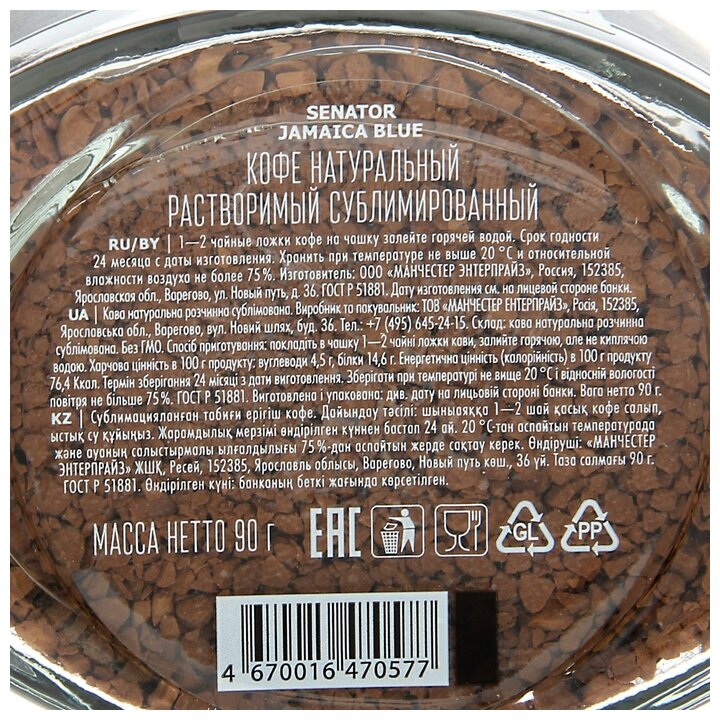 SENATOR
JAMAICA BLUE
КОФЕ НАТУРАЛЬНЫЙ
РАСТВОРИМЫЙ СУБЛИМИРОВАННЫЙ
RU/BY 1—2 чайные ложки кофе на чашку залейте горячей водой. Срок годности
24 месяца с даты изготовления. Хранить при температуре не выше 20 °C и относительной
влажности воздуха не более 75 %. Изготовитель: ООО «МАНЧЕСТЕР ЭНТЕРПРАЙЗ», Россия, 152385,
Ярославская обл., Варегово, ул. Новый путь, д. 36. ГОСТ Р 51881. Дату изготовления см. на лицевой стороне банки.
UA Кава натуральна розчинна сублімована. Виробник та пакувальник: ТОВ «МАНЧЕСТЕР ЕНТЕРПРАЙЗ», Росія, 152385,
Ярославська обл., Варегово, вул. Новий шлях, буд. 36. Тел.: +7 (495) 645-24-15. Склад: кава натуральна розчинна
сублімована. Без ГМО. Спосіб приготування: покладіть в чашку 1—2 чайні ложки кави, залейте гарячою, але не киплячою
водою. Харчова цінність в 100 г продукту: вуглеводи 4,5 г, білки 14,6 г. Енергетична цінність (калорійність) в 100 г продукту
76,4 Ккал. Термін зберігання 24 місяці з дати виготовлення. Зберігати при температурі не вище 20 °C і відносній вологості
повітря не більше 75 %. ГОСТ Р 51881. Виготовлена і упакована: див. дату на лицьовій стороні банки. Вага нетто 90 г.
KZ Сублимацияланған табиғи ерігіш кофе. Дайындау тәсілі: шыныаяққа 1—2 шай қасық кофе салып,
ыстық су құйыңыз. Жарамдылық мерзімі өндірілген күннен бастап 24 ай. 20 °C-тан аспайтын температурада
және ауаның салыстырмалы ылғалдылығы 75 %-дан аспайтын жерде сақтау керек. Өндіруші: «МАНЧЕСТЕР
ЭНТЕРПРАЙЗ» ЖШҚ, Ресей, 152385, Ярославль облысы, Варегово, Новый путь көш., 36 үй. Таза салмағы 90 г.
ГОСТ Р 51881. Өндірілген күні: банканың беткі жағында көрсетілген.
МАССА НЕТТО 90 г EAC GL PP
4 670016 470577